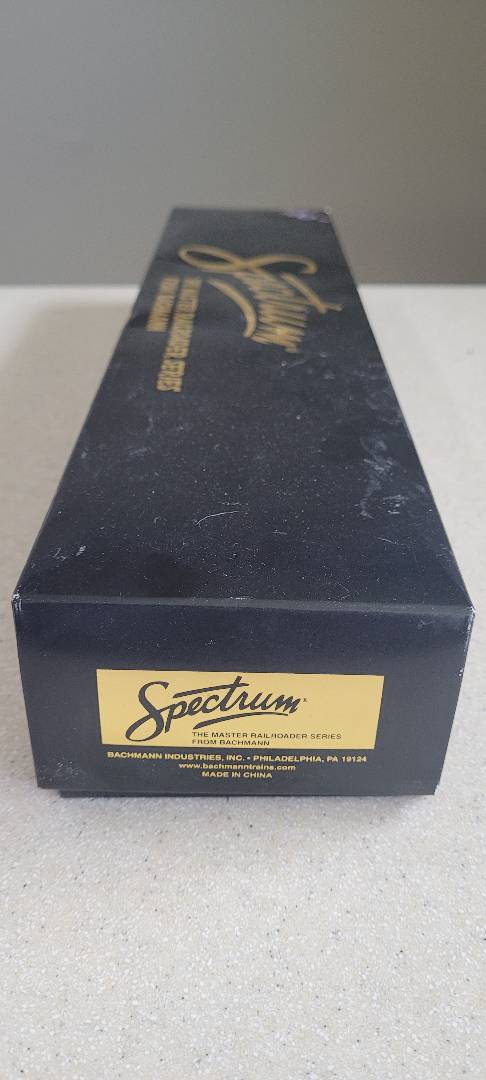 Spectrum
THE MASTER RAILROADER SERIES
FROM BACHMANN
Spectrum®
THE MASTER RAILROADER SERIES
FROM BACHMANN
BACHMANN INDUSTRIES, INC. • PHILADELPHIA, PA 19124
www.bachmanntrains.com
MADE IN CHINA